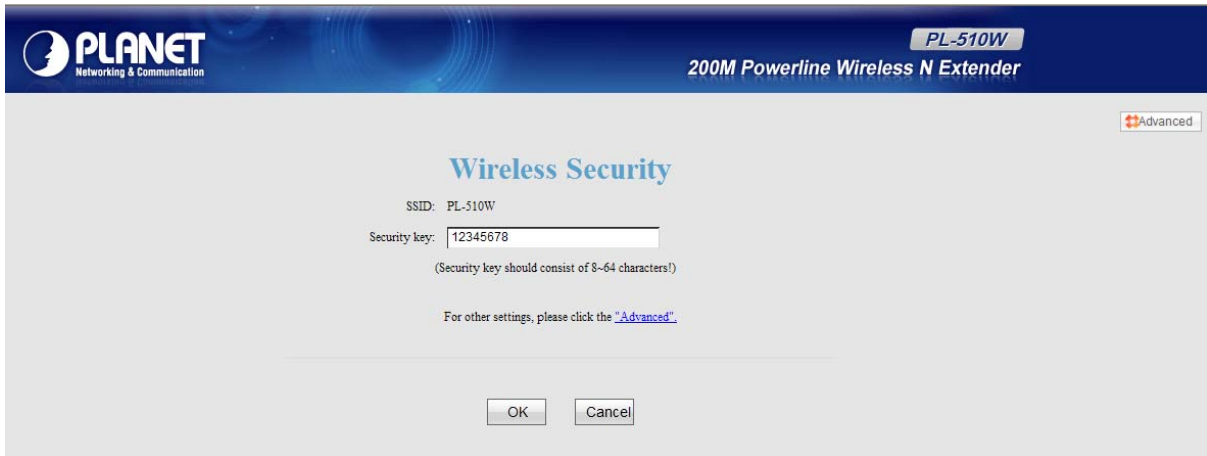 PLANET
Networking & Communication
PL-510W
200M Powerline Wireless N Extender
Advanced
Wireless Security
SSID: PL-510W
Security key: 12345678
(Security key should consist of 8~64 characters!)
For other settings, please click the "Advanced".
OK Cancel